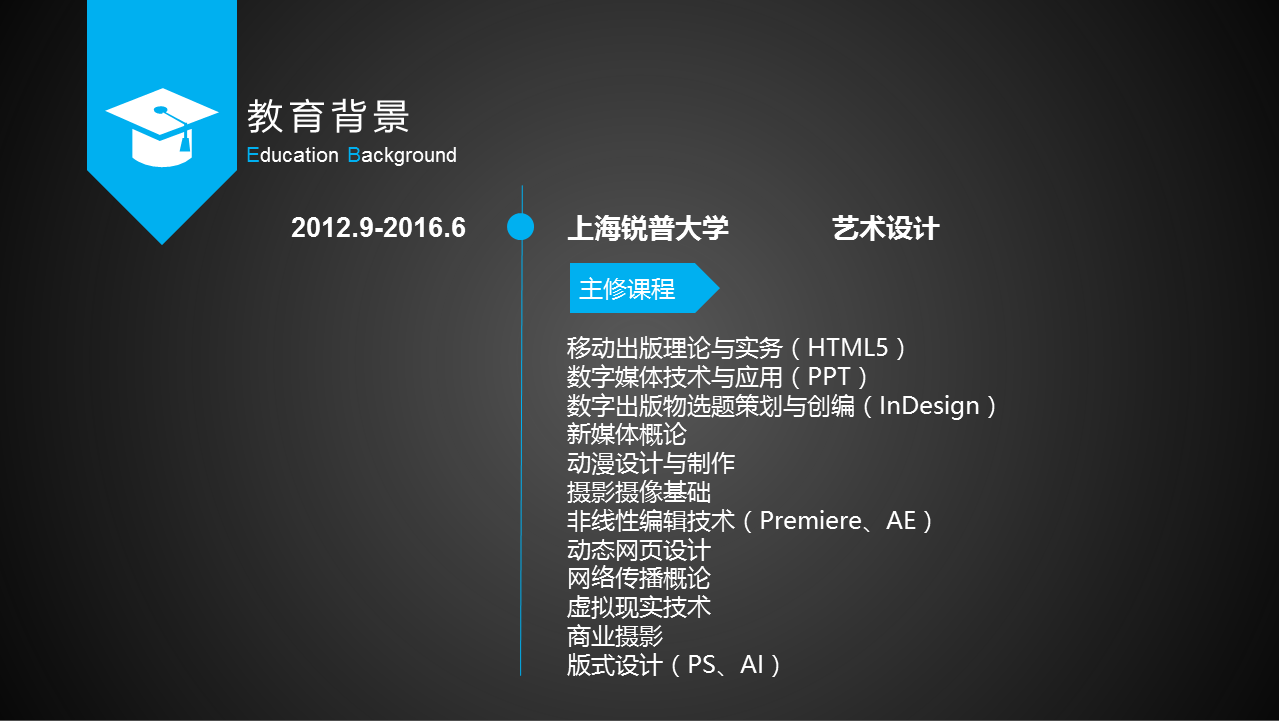 教育背景
Education Background
2012.9-2016.6 上海锐普大学 艺术设计
主修课程
移动出版理论与实务（HTML5）
数字媒体技术与应用（PPT）
数字出版物选题策划与创编（InDesign）
新媒体概论
动漫设计与制作
摄影摄像基础
非线性编辑技术（Premiere、AE）
动态网页设计
网络传播概论
虚拟现实技术
商业摄影
版式设计（PS、AI）